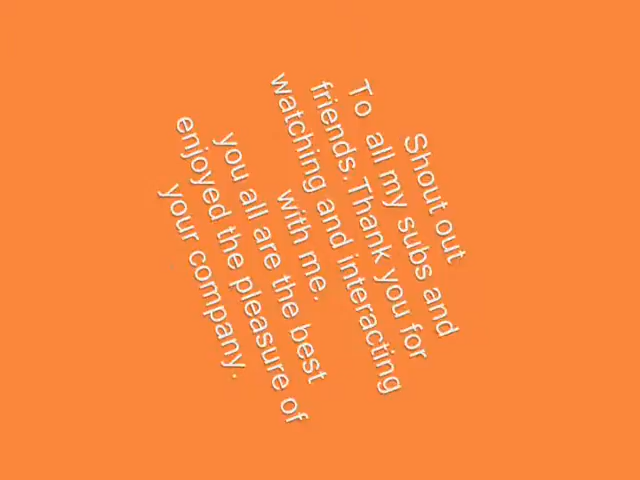 Shout out
To all my subs and
friends. Thank you for
watching and interacting
with me.
you all are the best
enjoyed the pleasure of
your company.